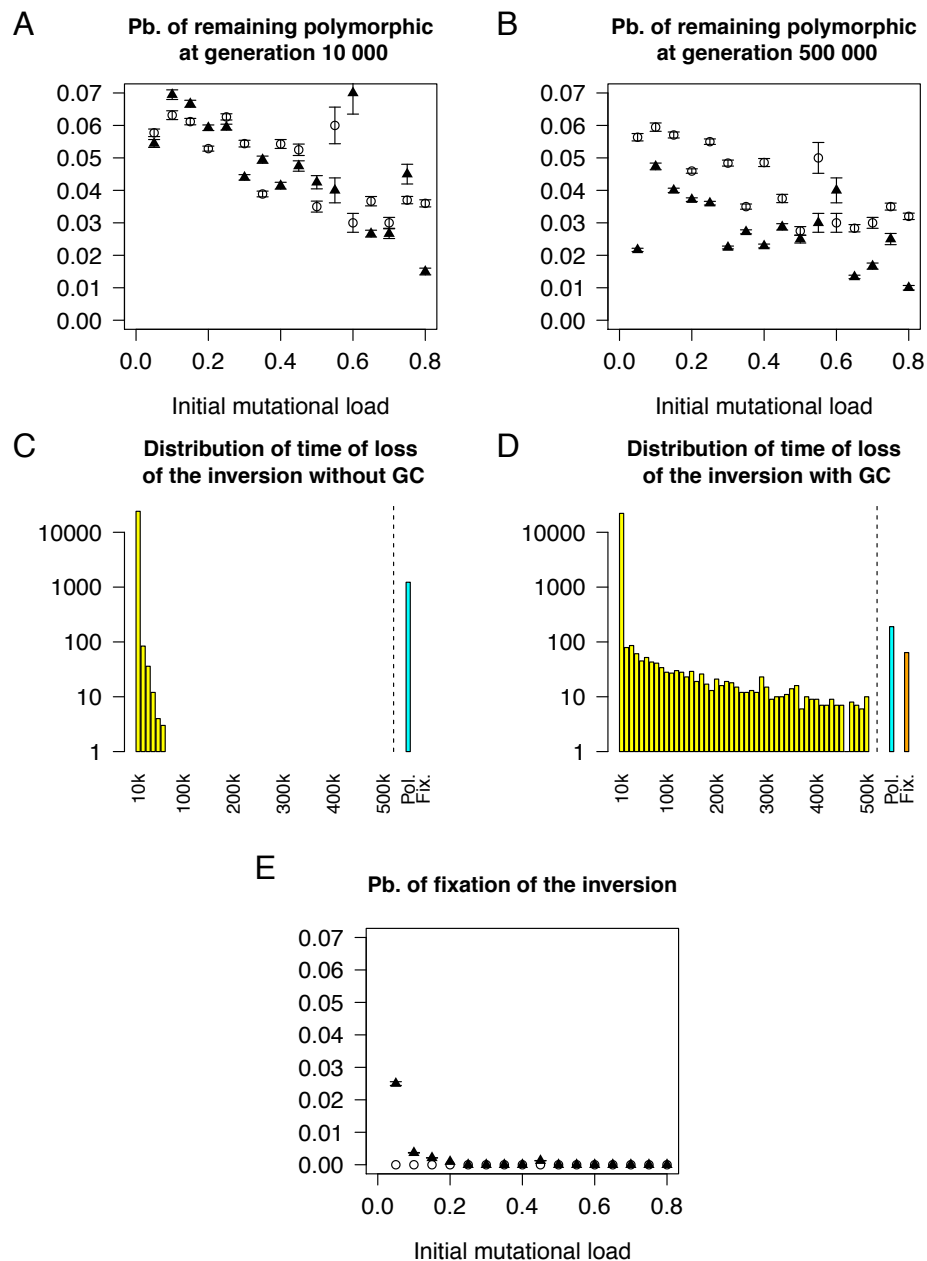 A
Pb. of remaining polymorphic
at generation 10 000
0.07
0.06
0.05
0.04
0.03
0.02
0.01
0.00
0.0 0.2 0.4 0.6 0.8
Initial mutational load
B
Pb. of remaining polymorphic
at generation 500 000
0.07
0.06
0.05
0.04
0.03
0.02
0.01
0.00
0.0 0.2 0.4 0.6 0.8
Initial mutational load
C
Distribution of time of loss
of the inversion without GC
10000
1000
100
10
1
10k 100k 200k 300k 400k 500k Pol. Fix.
D
Distribution of time of loss
of the inversion with GC
10000
1000
100
10
1
10k 100k 200k 300k 400k 500k Pol. Fix.
E
Pb. of fixation of the inversion
0.07
0.06
0.05
0.04
0.03
0.02
0.01
0.00
0.0 0.2 0.4 0.6 0.8
Initial mutational load